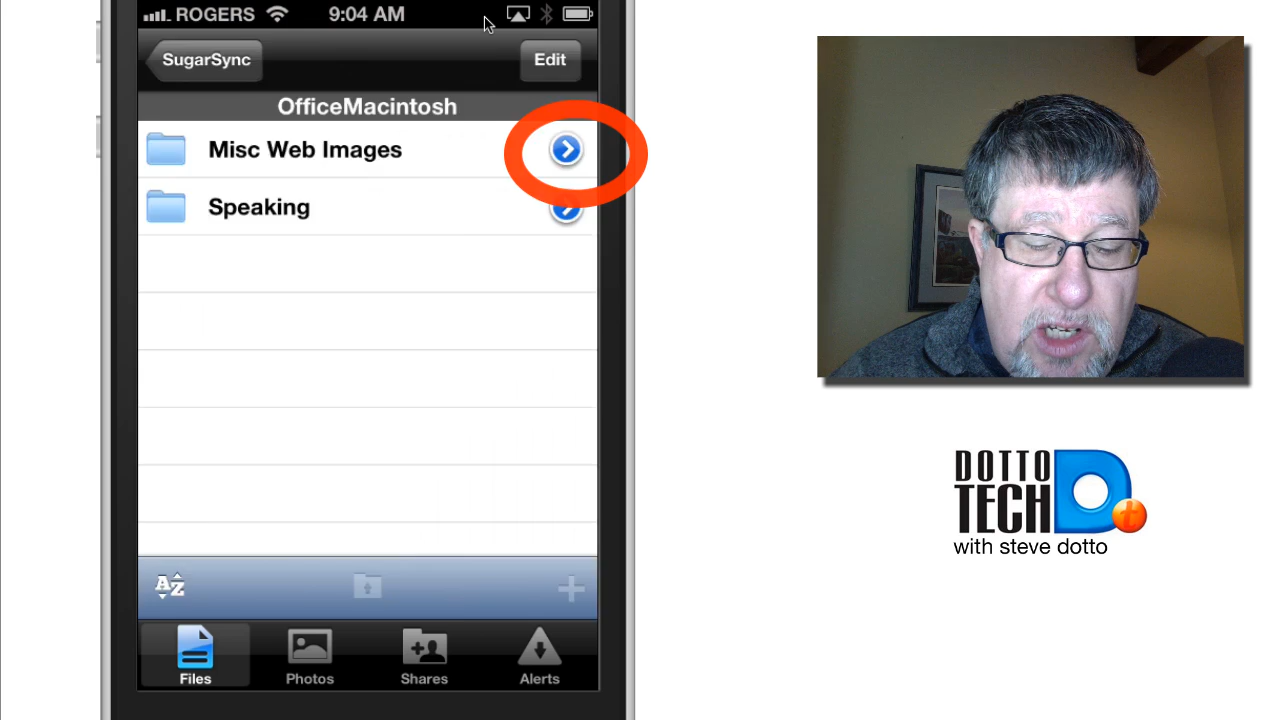 ROGERS 9:04 AM
SugarSync Edit
OfficeMacintosh
Misc Web Images
Speaking
AZ
Files Photos Shares Alerts
DOTTO
TECH D t
with steve dotto